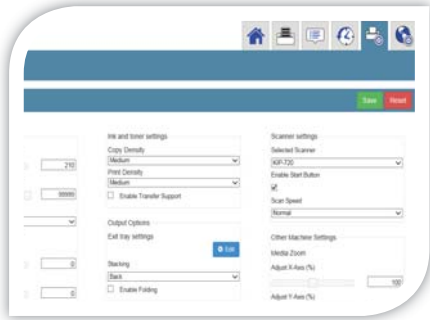 Save Reset
210
99999
0
0
Ink and toner settings
Copy Density
Medium
Print Density
Medium
Enable Transfer Support
Output Options
Exit tray settings
Edit
Stacking
Back
Enable Folding
Scanner settings
Selected Scanner
KIP-720
Enable Start Button
Scan Speed
Normal
Other Machine Settings
Media Zoom
Adjust X-Axis (%)
100
Adjust Y-Axis (%)